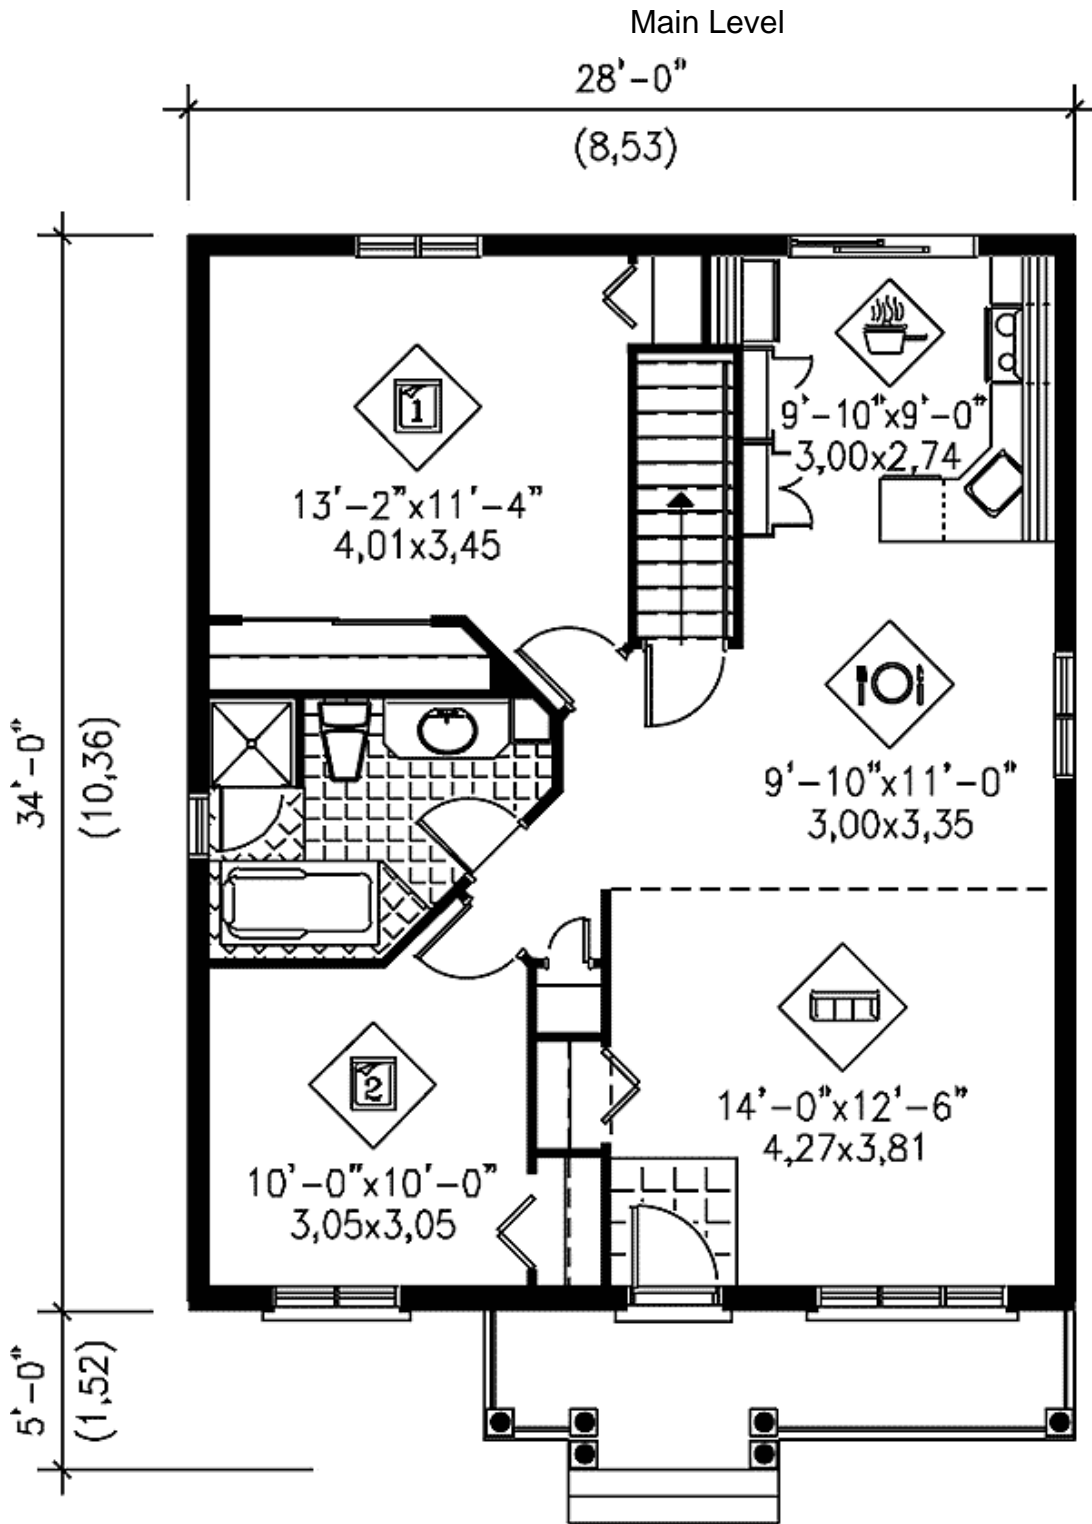 Main Level
28'-0"
(8,53)
34'-0"
(10,36)
1
13'-2"x11'-4"
4,01x3,45
9'-10"x9'-0"
3,00x2,74
9'-10"x11'-0"
3,00x3,35
14'-0"x12'-6"
4,27x3,81
2
10'-0"x10'-0"
3,05x3,05
5'-0"
(1,52)